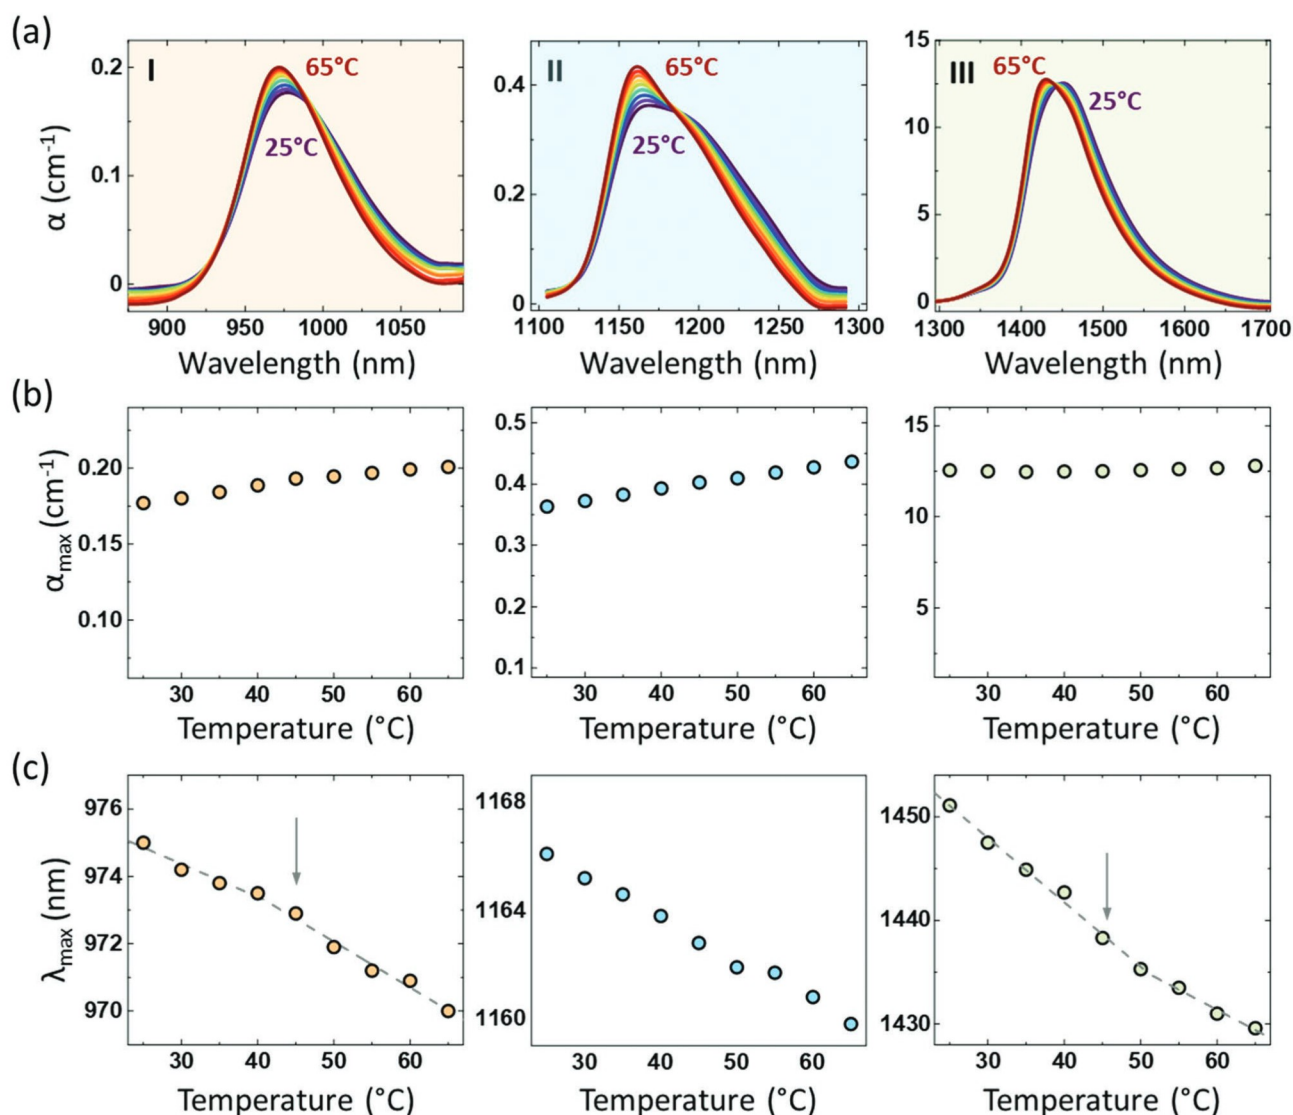 (a)
I
65°C
25°C
0.2
0.1
0
α (cm⁻¹)
900 950 1000 1050
Wavelength (nm)
II
65°C
25°C
0.4
0.2
0
1100 1150 1200 1250 1300
Wavelength (nm)
III
65°C
25°C
15
10
5
0
1300 1400 1500 1600 1700
Wavelength (nm)
(b)
0.20
0.15
0.10
αmax (cm⁻¹)
30 40 50 60
Temperature (°C)
0.5
0.4
0.3
0.2
0.1
30 40 50 60
Temperature (°C)
15
10
5
30 40 50 60
Temperature (°C)
(c)
976
974
972
970
λmax (nm)
30 40 50 60
Temperature (°C)
1168
1164
1160
30 40 50 60
Temperature (°C)
1450
1440
1430
30 40 50 60
Temperature (°C)